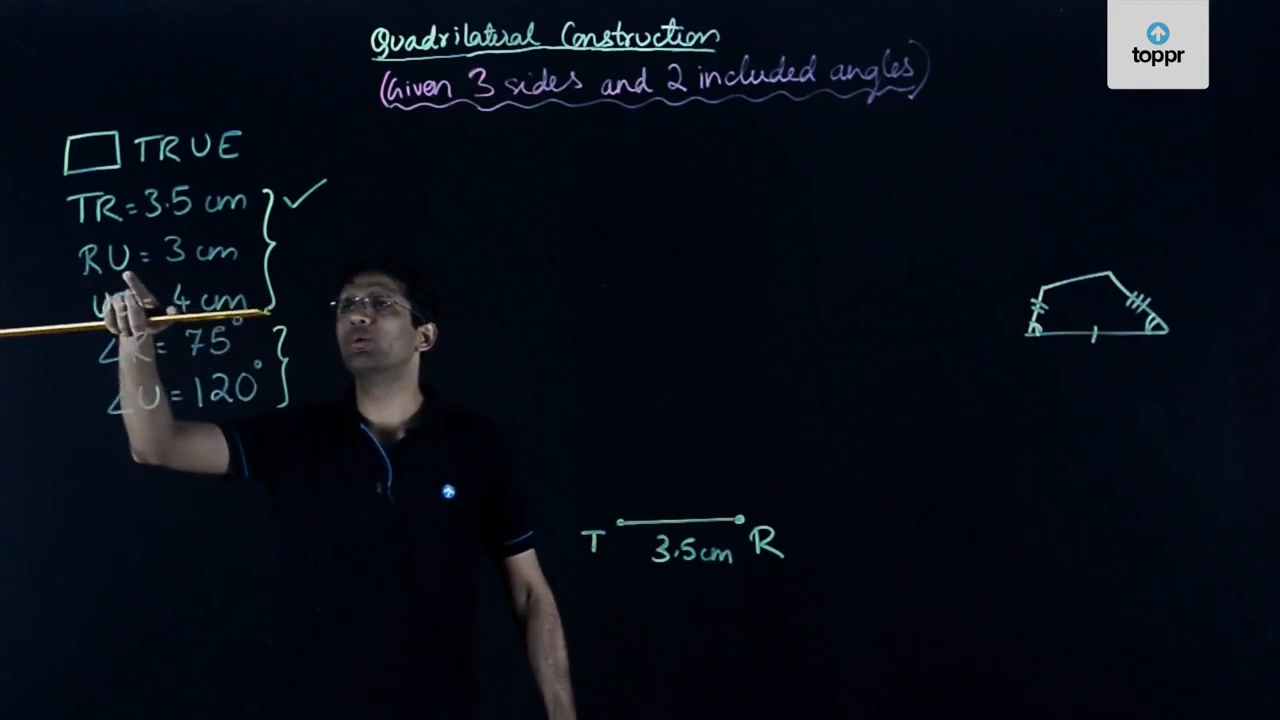 Quadrilateral Construction
(Given 3 sides and 2 included angles)
toppr
TRUE
TR = 3.5 cm
RU = 3 cm
= 4 cm
∠R = 75°
∠U = 120°
T 3.5cm R